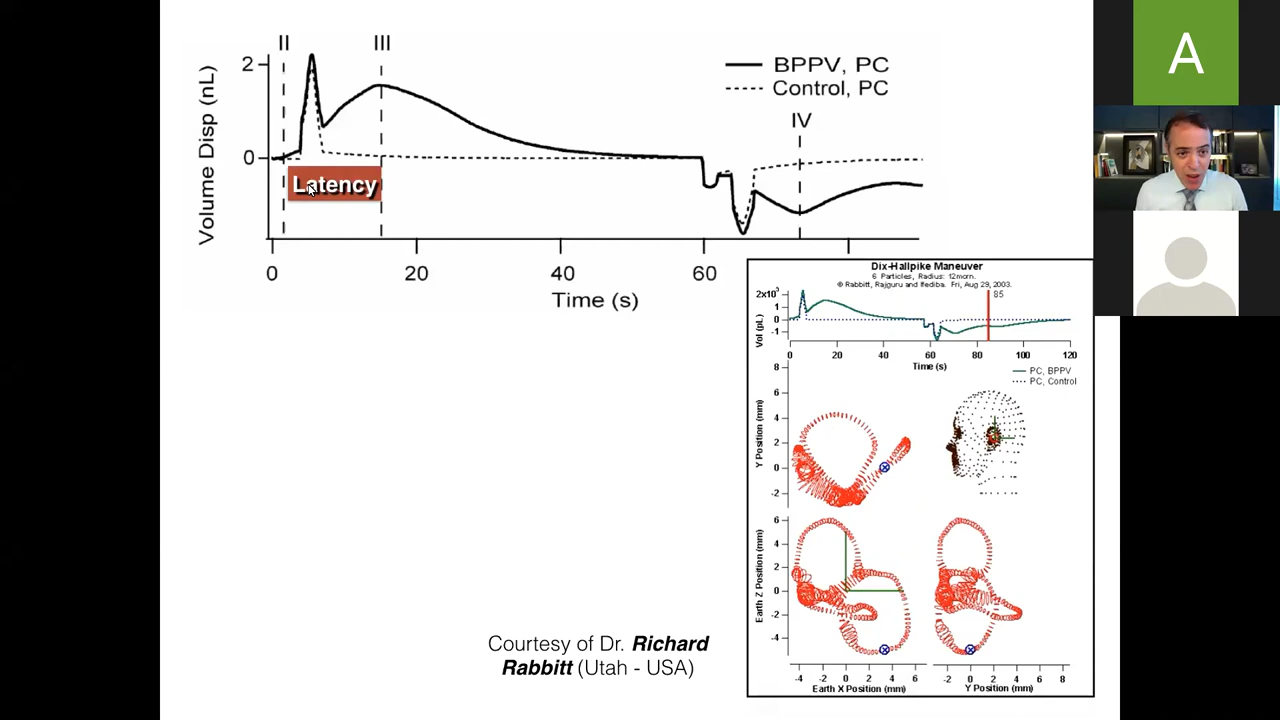 II
III
2
BPPV, PC
Control, PC
IV
0
Volume Disp (nL)
Latency
0
20
40
60
Time (s)
A
Dix-Hallpike Maneuver
6 Particles, Radius: 12mcrn.
© Rabbitt, Rajguru and Ifediba. Fri, Aug 29, 2003.
85
2x10³
1
0
-1
Vol (pL)
0 20 40 60 80 100 120
Time (s)
PC, BPPV
PC, Control
8
6
4
2
0
-2
Y Position (mm)
6
4
2
0
-2
-4
Earth Z Position (mm)
-4 -2 0 2 4 6
Earth X Position (mm)
-2 0 2 4 6 8
Y Position (mm)
Courtesy of Dr. Richard
Rabbitt (Utah - USA)